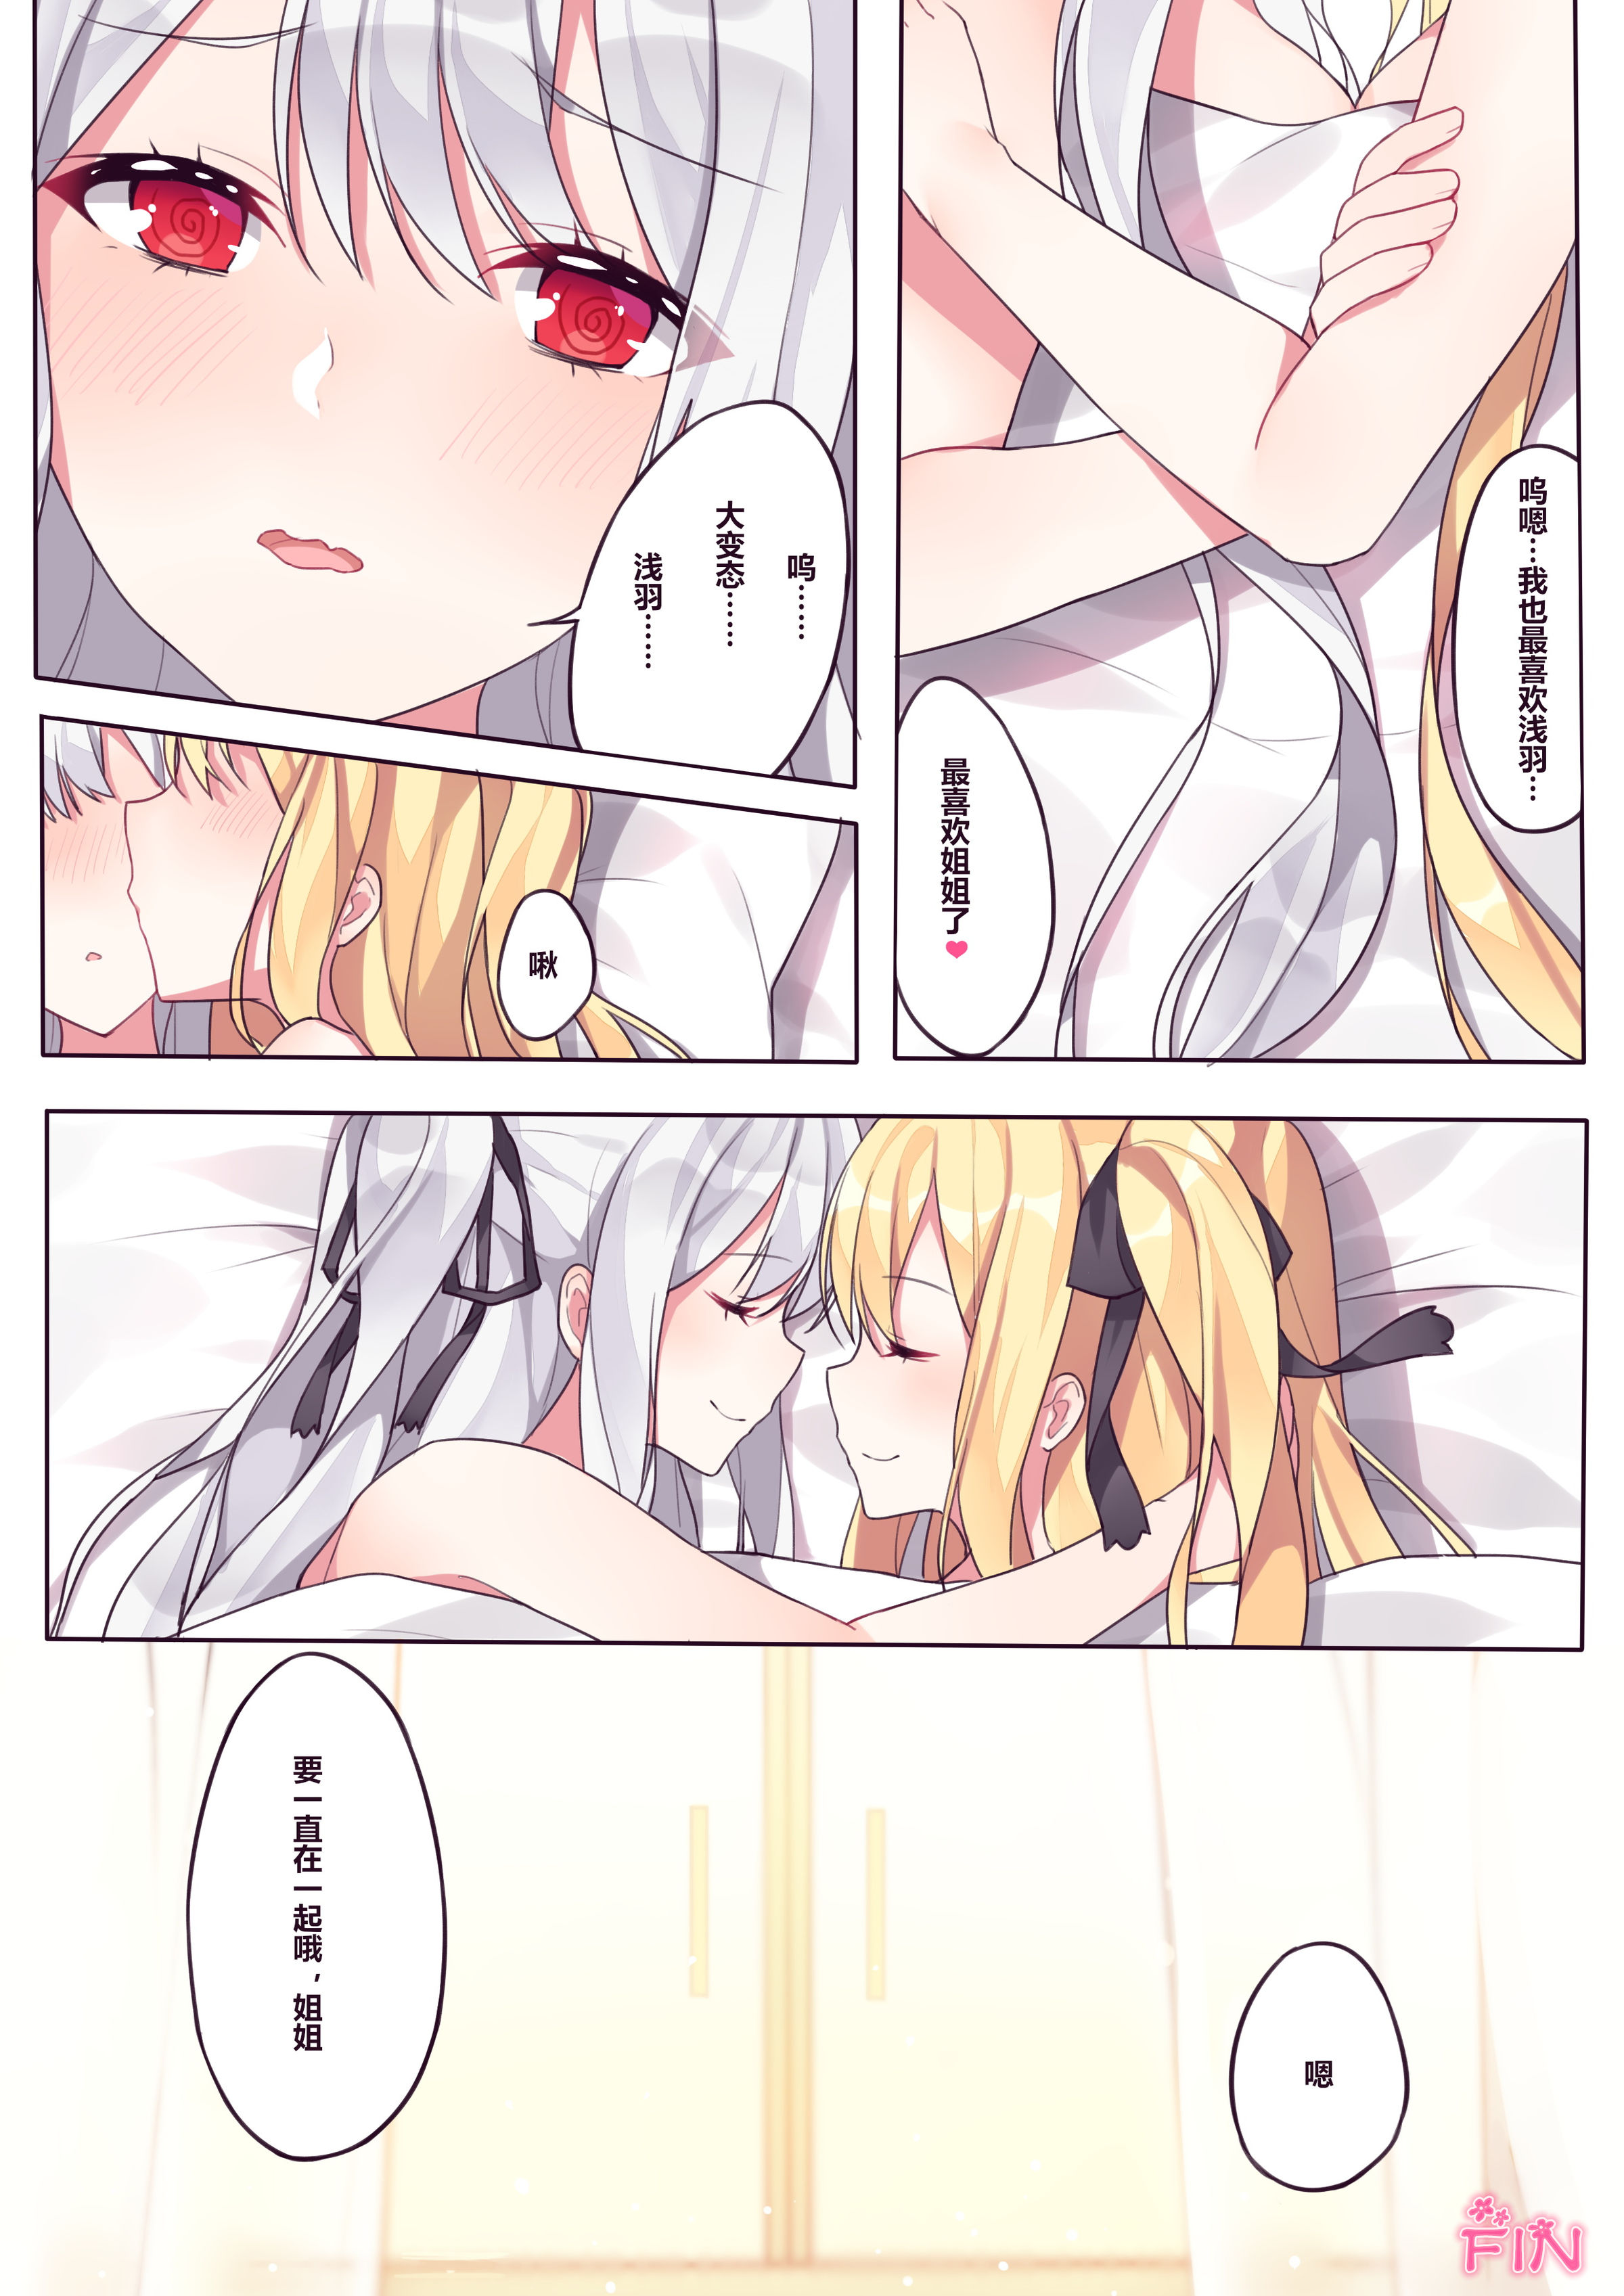 呜嗯…我也最喜欢浅羽…
最喜欢姐姐了♥
呜……
大变态……
浅羽……
啾
要一直在一起哦，姐姐
嗯
FIN